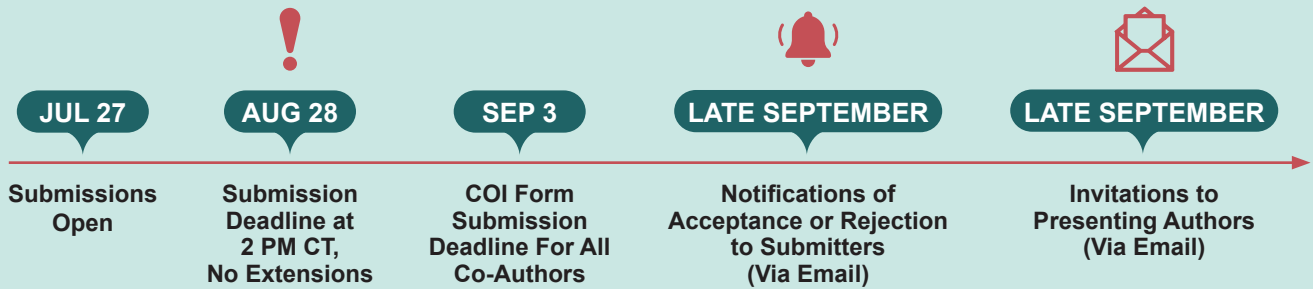 JUL 27
Submissions
Open
AUG 28
Submission
Deadline at
2 PM CT,
No Extensions
SEP 3
COI Form
Submission
Deadline For All
Co-Authors
LATE SEPTEMBER
Notifications of
Acceptance or Rejection
to Submitters
(Via Email)
LATE SEPTEMBER
Invitations to
Presenting Authors
(Via Email)